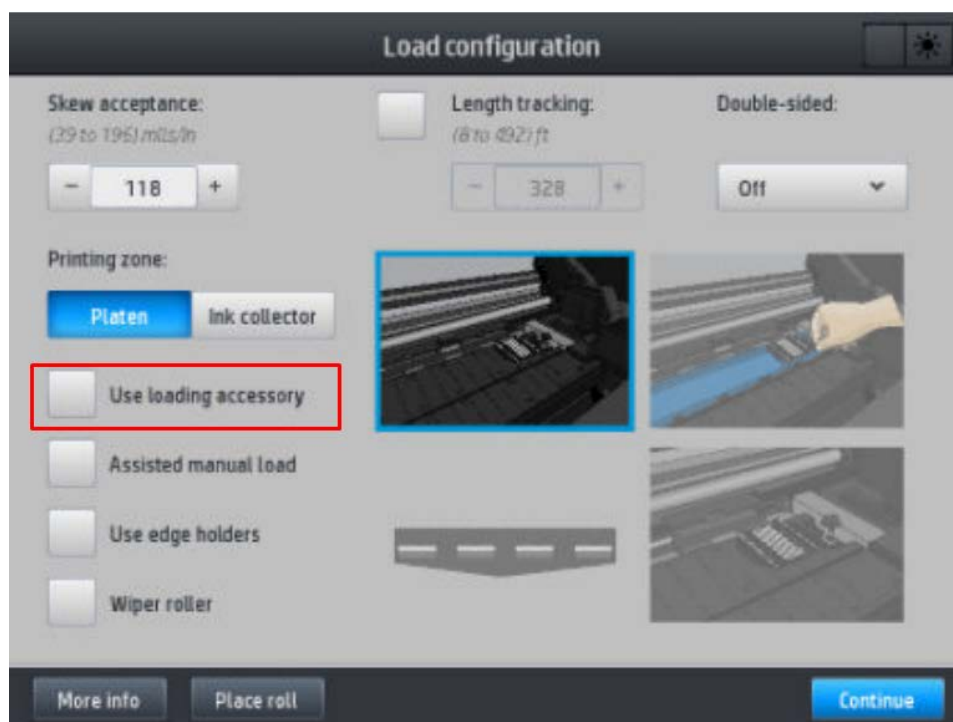 Load configuration
Skew acceptance:
(39 to 196) mils/in
− 118 +
Length tracking:
(8 to 492) ft
− 328 +
Double-sided:
Off
Printing zone:
Platen
Ink collector
Use loading accessory
Assisted manual load
Use edge holders
Wiper roller
More info
Place roll
Continue